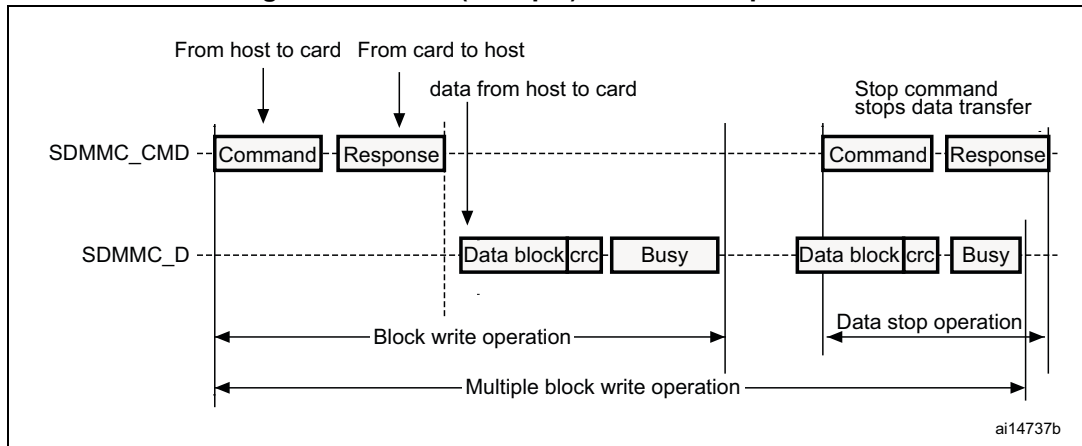 From host to card From card to host
data from host to card
Stop command
stops data transfer
SDMMC_CMD Command Response Command Response
SDMMC_D Data block crc Busy Data block crc Busy
Block write operation
Data stop operation
Multiple block write operation
ai14737b